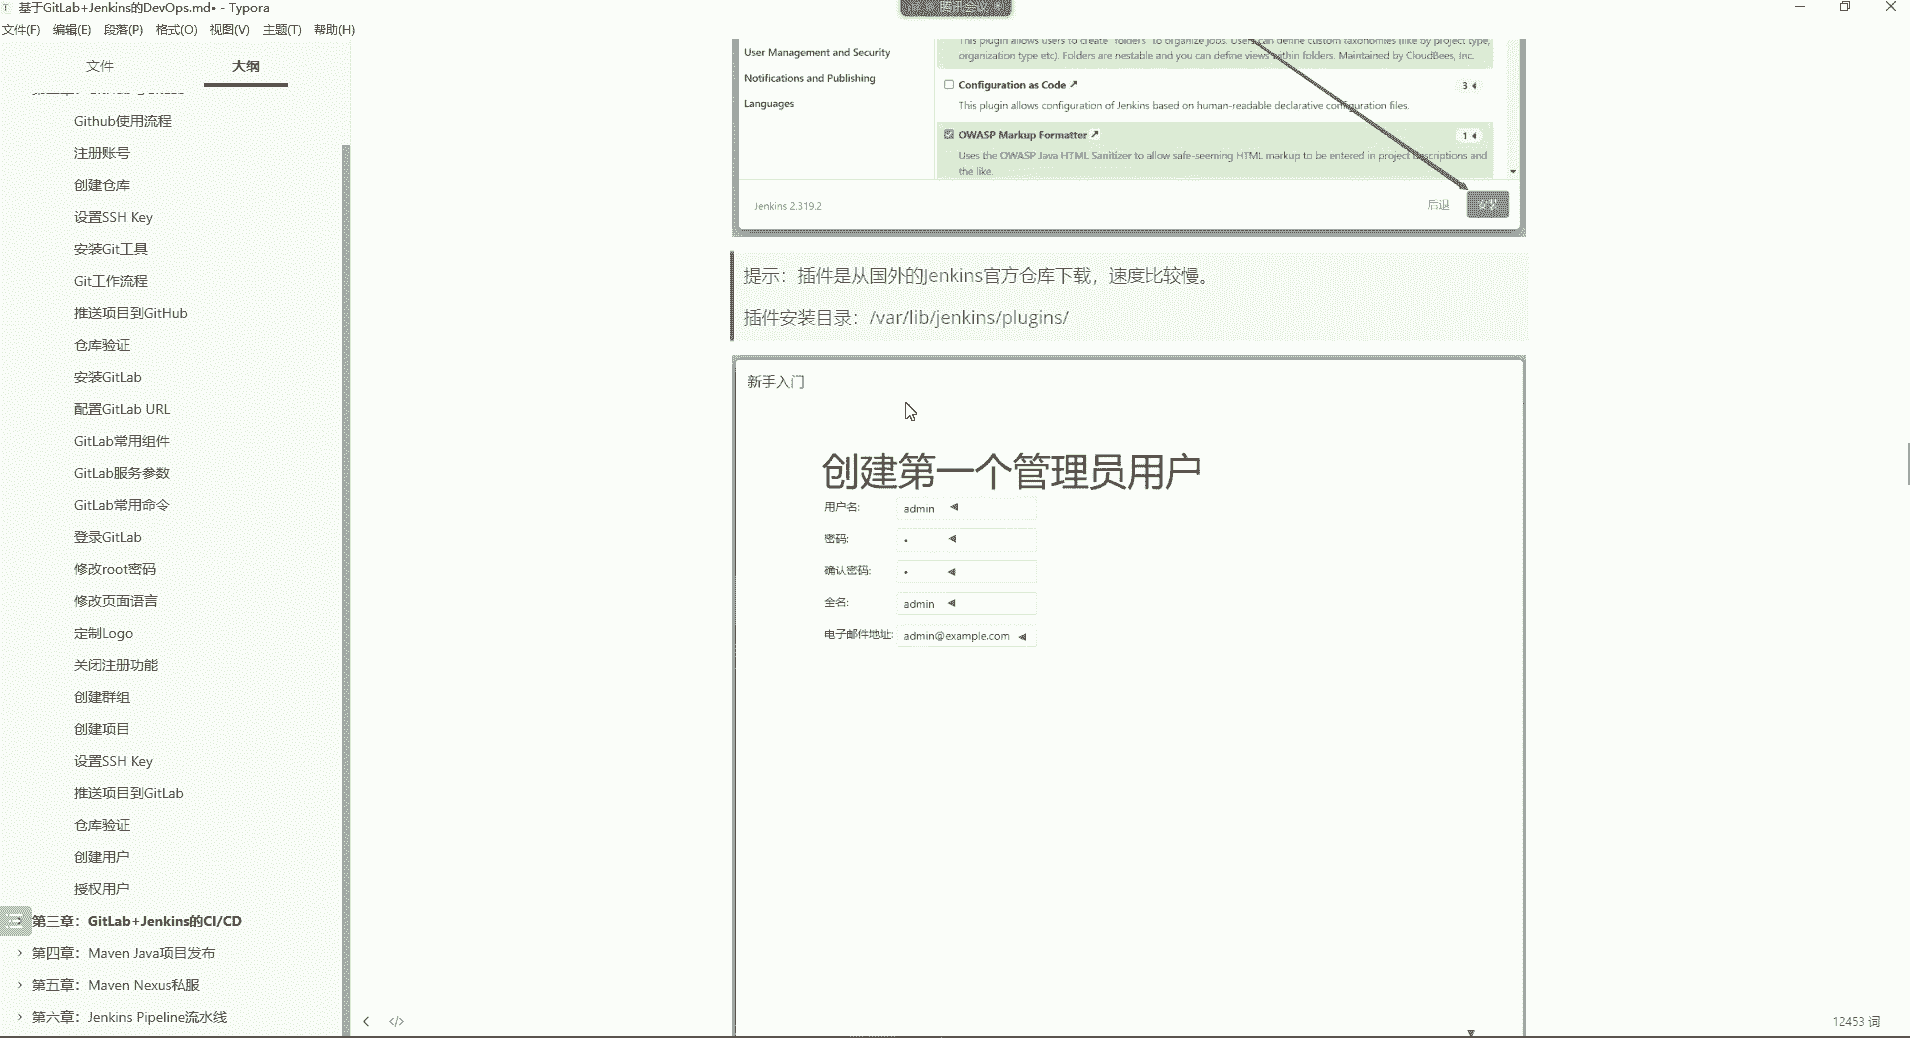 基于GitLab+Jenkins的DevOps.md• - Typora
腾讯会议
文件(F) 编辑(E) 段落(P) 格式(O) 视图(V) 主题(T) 帮助(H)
文件 大纲
Github使用流程
注册账号
创建仓库
设置SSH Key
安装Git工具
Git工作流程
推送项目到GitHub
仓库验证
安装GitLab
配置GitLab URL
GitLab常用组件
GitLab服务参数
GitLab常用命令
登录GitLab
修改root密码
修改页面语言
定制Logo
关闭注册功能
创建群组
创建项目
设置SSH Key
推送项目到GitLab
仓库验证
创建用户
授权用户
第三章：GitLab+Jenkins的CI/CD
第四章：Maven Java项目发布
第五章：Maven Nexus私服
第六章：Jenkins Pipeline流水线
User Management and Security
Notifications and Publishing
Languages
This plugin allows users to create "folders" to organize jobs. Users can define custom taxonomies (like by project type,
organization type etc). Folders are nestable and you can define views within folders. Maintained by CloudBees, Inc.
Configuration as Code 3
This plugin allows configuration of Jenkins based on human-readable declarative configuration files.
OWASP Markup Formatter 1
Uses the OWASP Java HTML Sanitizer to allow safe-seeming HTML markup to be entered in project descriptions and
the like.
Jenkins 2.319.2 后退 安装
提示：插件是从国外的Jenkins官方仓库下载，速度比较慢。
插件安装目录：/var/lib/jenkins/plugins/
新手入门
创建第一个管理员用户
用户名: admin
密码: •
确认密码: •
全名: admin
电子邮件地址: admin@example.com
12453 词